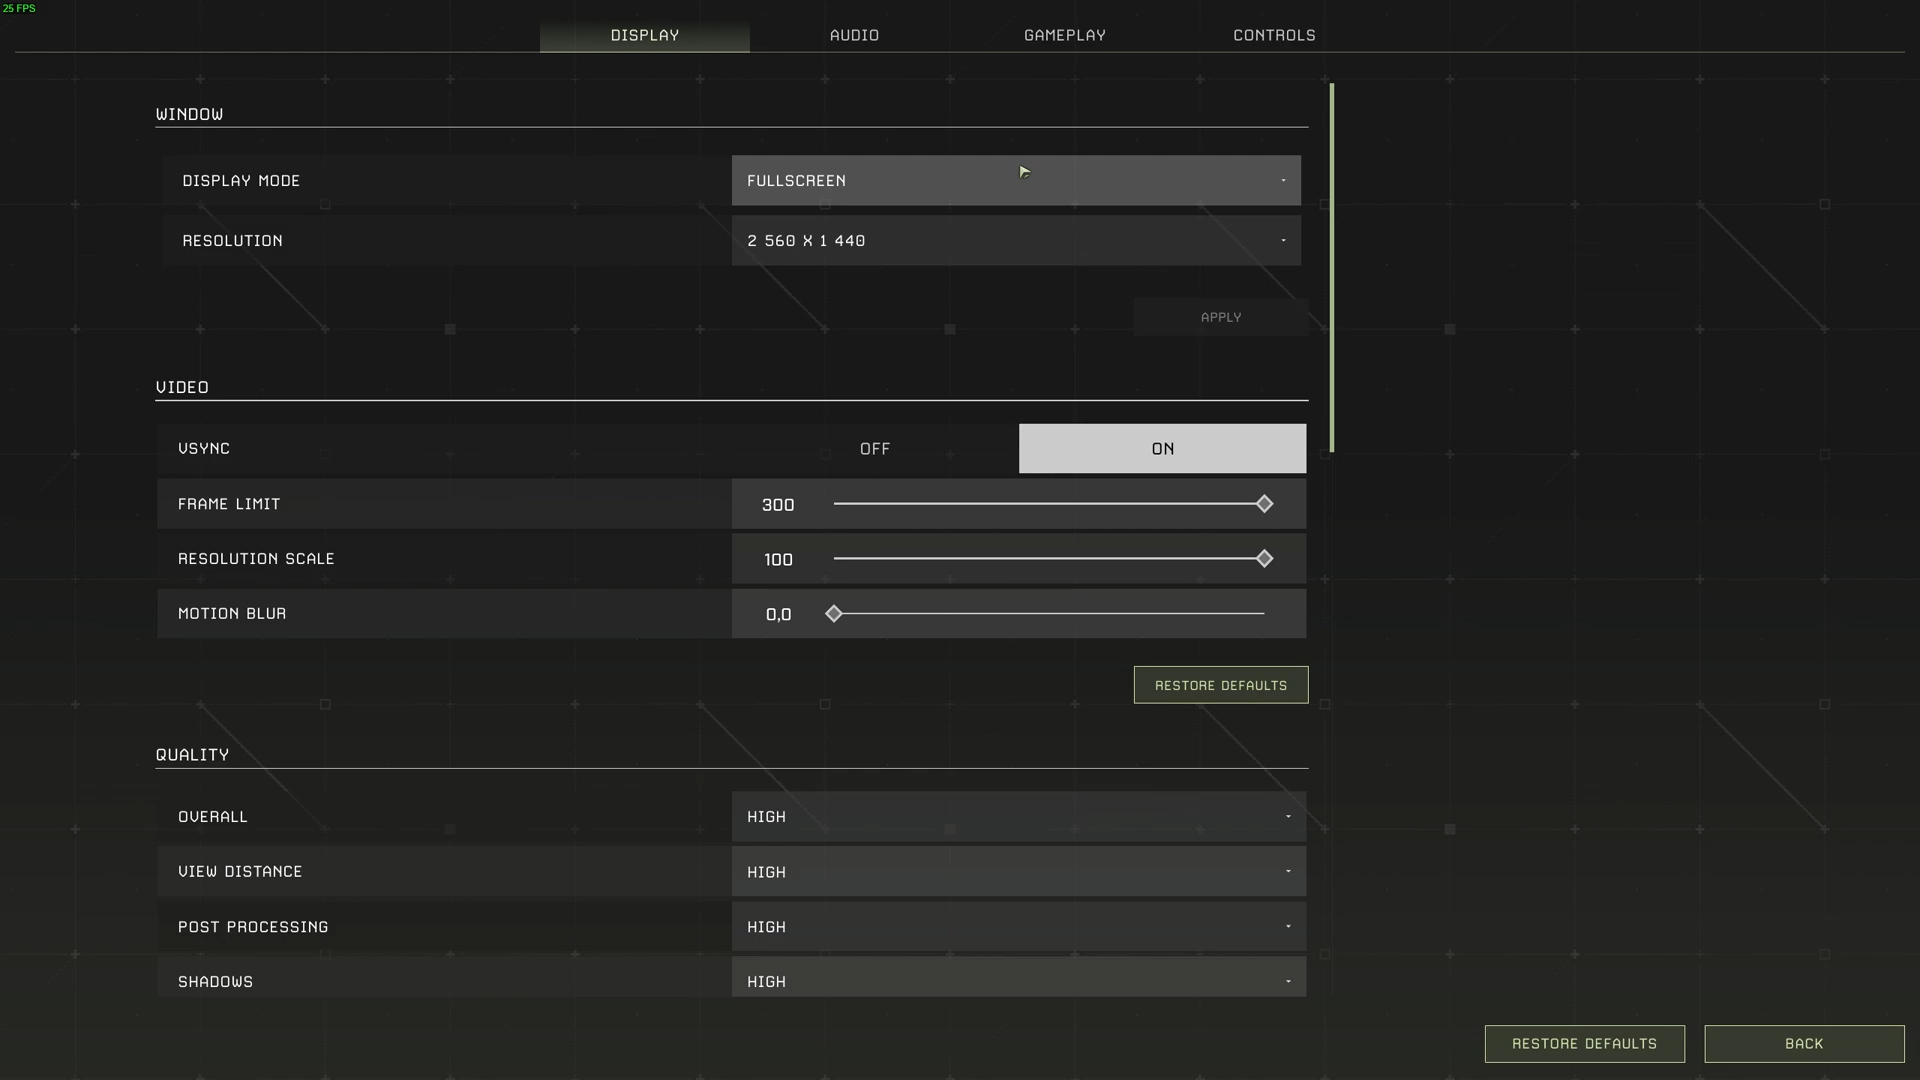 25 FPS
DISPLAY AUDIO GAMEPLAY CONTROLS
WINDOW
DISPLAY MODE FULLSCREEN
RESOLUTION 2 560 X 1 440
APPLY
VIDEO
VSYNC OFF ON
FRAME LIMIT 300
RESOLUTION SCALE 100
MOTION BLUR 0,0
RESTORE DEFAULTS
QUALITY
OVERALL HIGH
VIEW DISTANCE HIGH
POST PROCESSING HIGH
SHADOWS HIGH
RESTORE DEFAULTS BACK